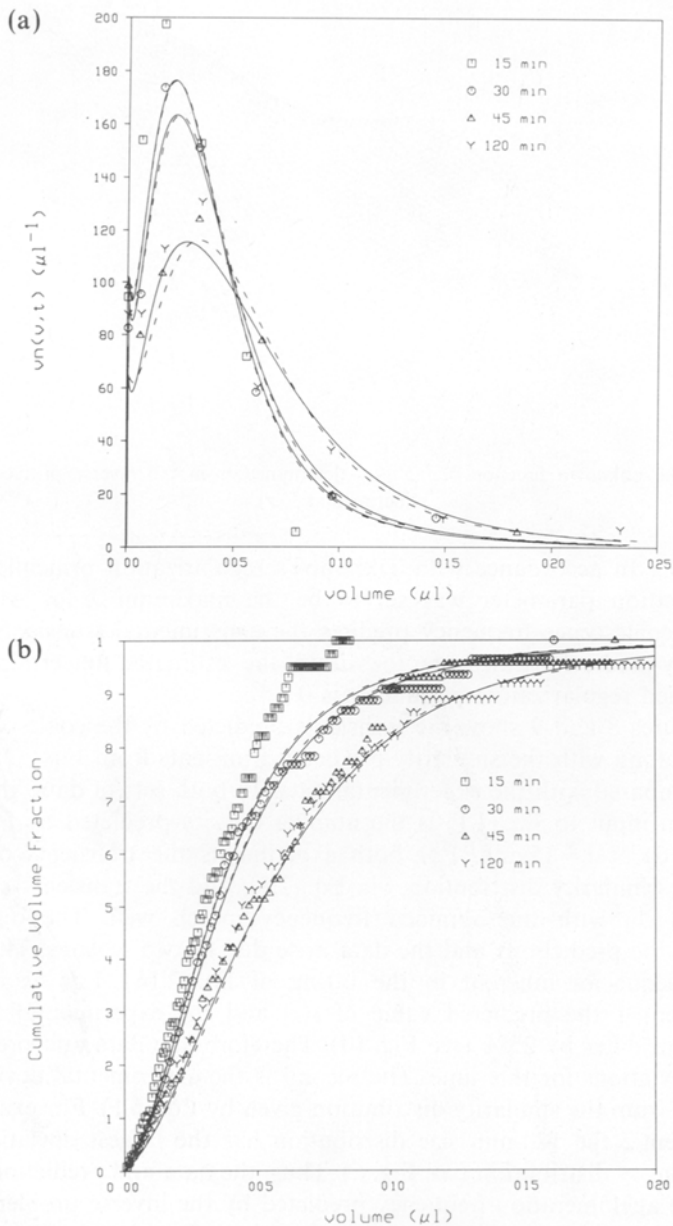 (a)
200
180
160
140
120
100
80
60
40
20
0
vn(v,t) (μl⁻¹)
15 min
30 min
45 min
120 min
000 005 010 015 020 025
volume (μl)
(b)
1
9
8
7
6
5
4
3
2
1
0
Cumulative Volume Fraction
15 min
30 min
45 min
120 min
000 005 010 015 020
volume (μl)